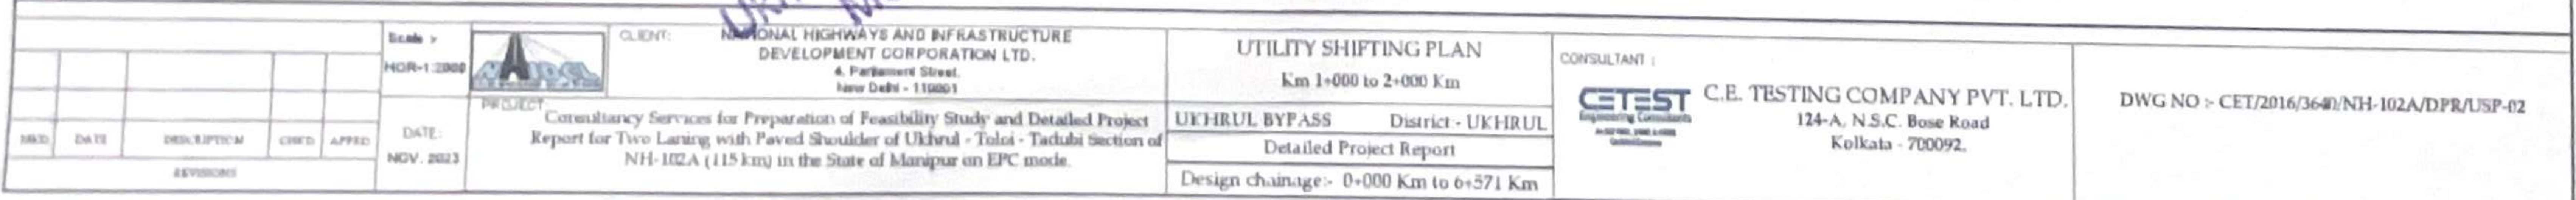 Scale :-
HOR-1:2000
DATE:
NOV. 2023
DATE
DESCRIPTION
CHKD
APPRD
REVISIONS
CLIENT:
NATIONAL HIGHWAYS AND INFRASTRUCTURE
DEVELOPMENT CORPORATION LTD.
4, Parliament Street,
New Delhi - 110001
PROJECT:
Consultancy Services for Preparation of Feasibility Study and Detailed Project
Report for Two Laning with Paved Shoulder of Ukhrul - Toloi - Tadubi Section of
NH-102A (115 km) in the State of Manipur on EPC mode.
UTILITY SHIFTING PLAN
Km 1+000 to 2+000 Km
UKHRUL BYPASS District:- UKHRUL
Detailed Project Report
Design chainage:- 0+000 Km to 6+571 Km
CONSULTANT :
CETEST
Engineering Consultants
C.E. TESTING COMPANY PVT. LTD.
124-A, N.S.C. Bose Road
Kolkata - 700092.
DWG NO :- CET/2016/3640/NH-102A/DPR/USP-02